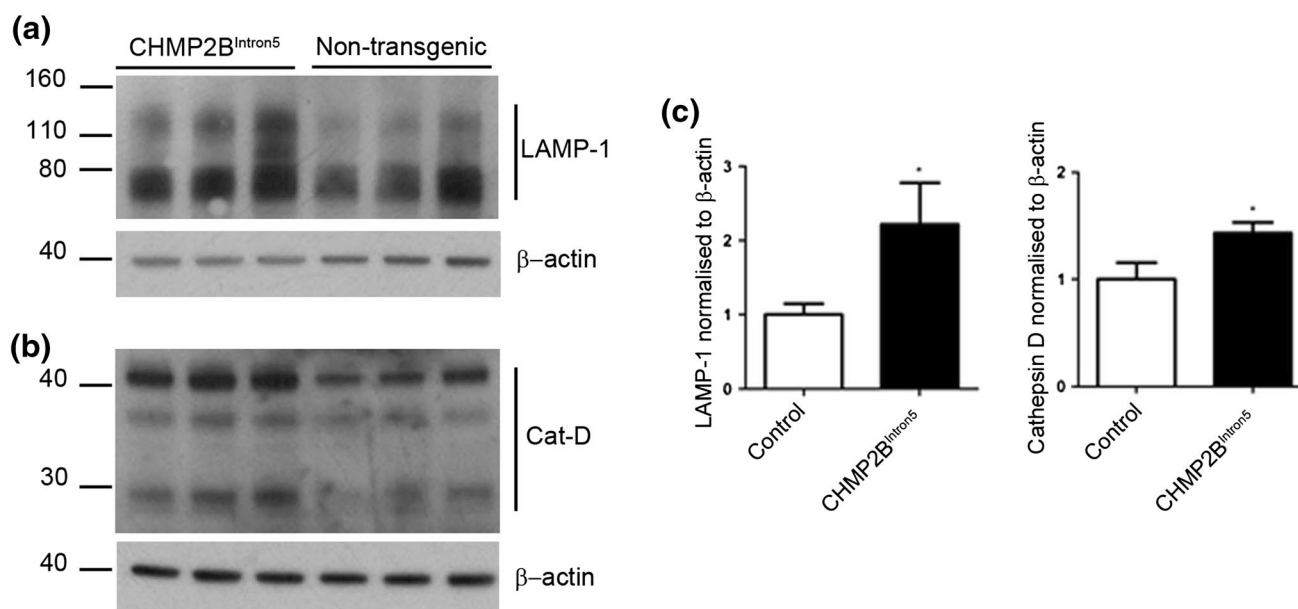 (a)
CHMP2BIntron5 Non-transgenic
160
110
80
LAMP-1
40
β–actin
(b)
40
30
Cat-D
40
β–actin
(c)
LAMP-1 normalised to β-actin
3
2
1
0
*
Control
CHMP2BIntron5
Cathepsin D normalised to β-actin
2
1
0
*
Control
CHMP2BIntron5